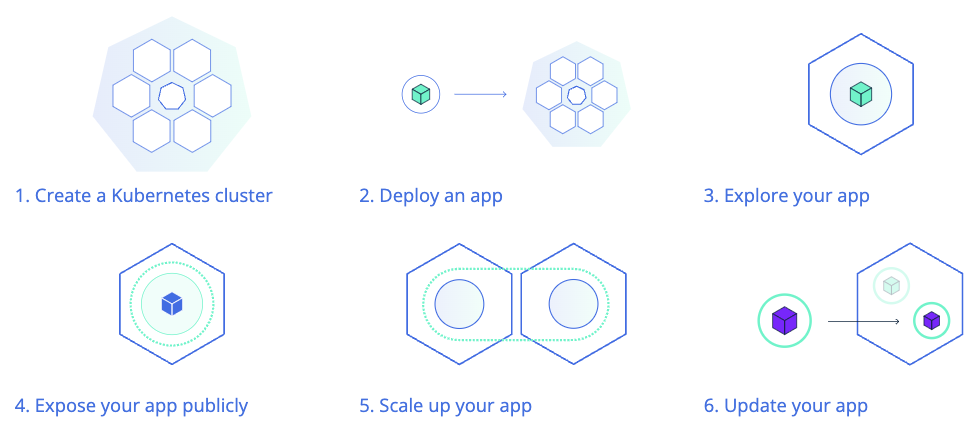 1. Create a Kubernetes cluster
2. Deploy an app
3. Explore your app
4. Expose your app publicly
5. Scale up your app
6. Update your app